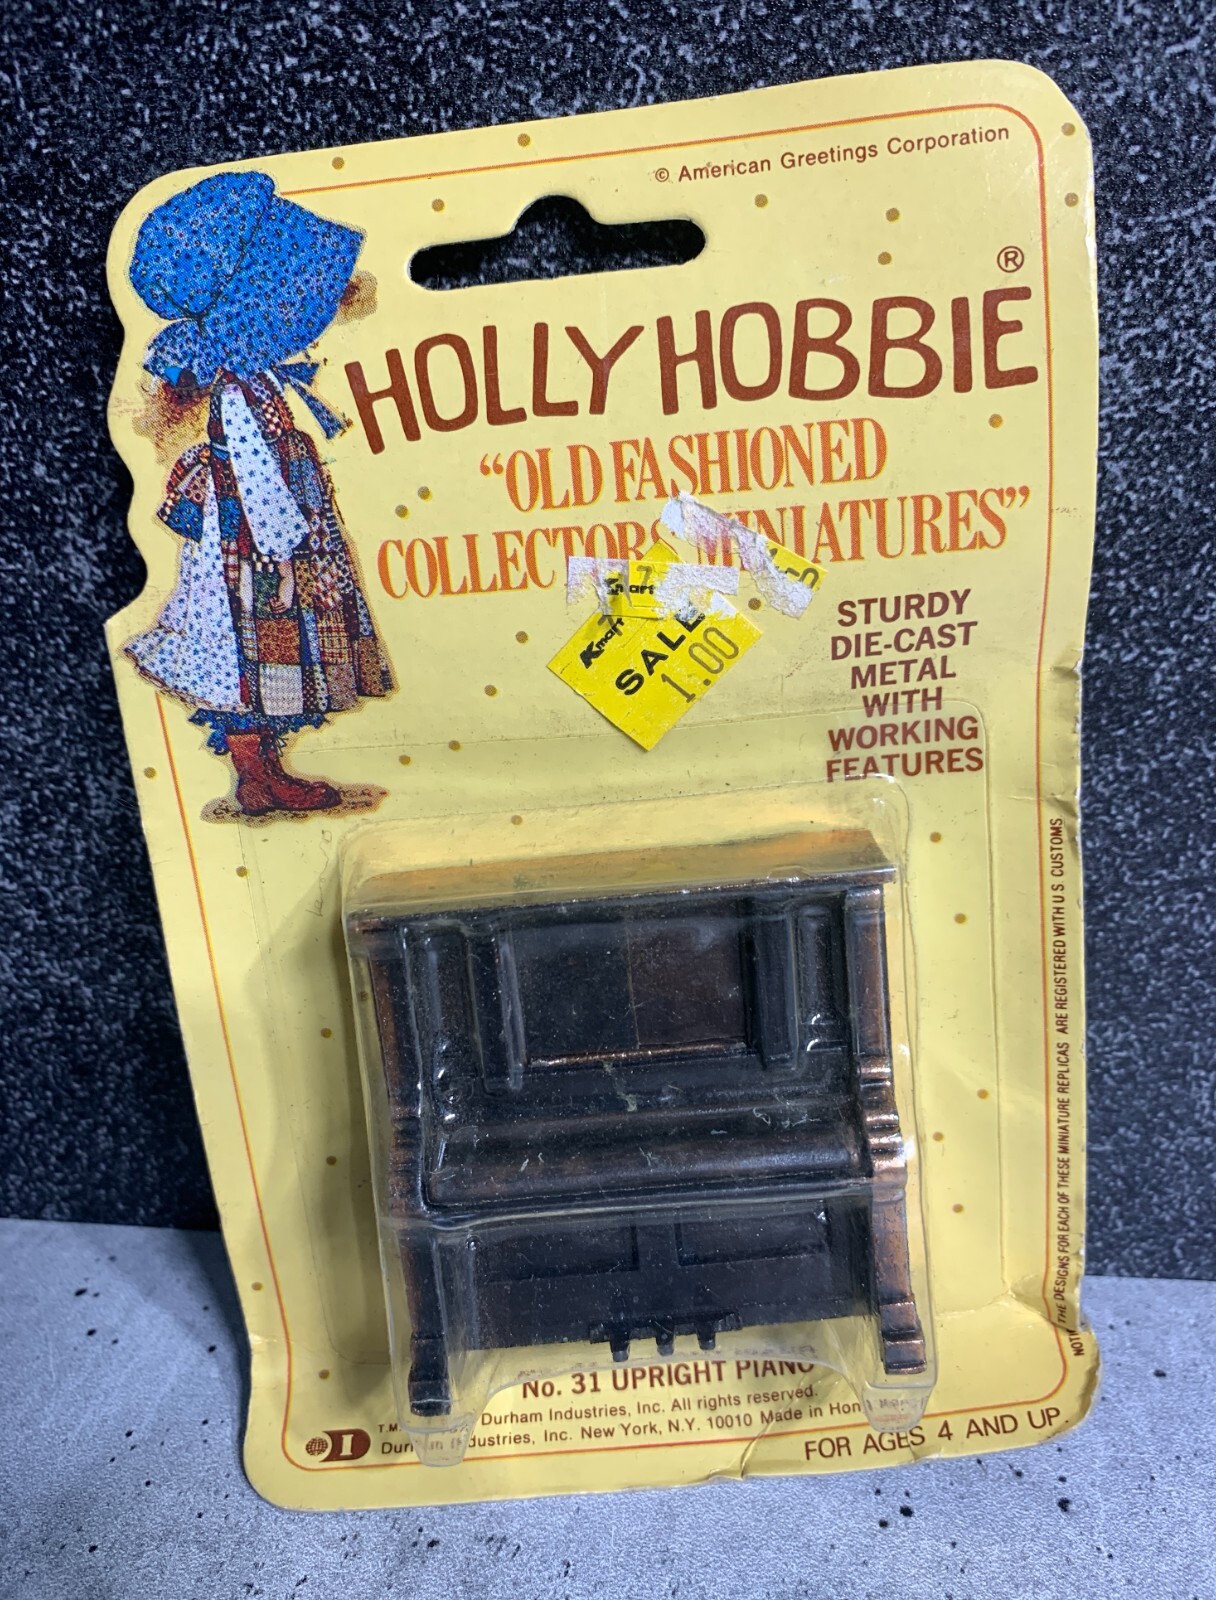 © American Greetings Corporation
HOLLY HOBBIE ®
"OLD FASHIONED
COLLECTORS MINIATURES"
Kmart
SALE
1.00
STURDY
DIE-CAST
METAL
WITH
WORKING
FEATURES
THE DESIGNS FOR EACH OF THESE MINIATURE REPLICAS ARE REGISTERED WITH U S CUSTOMS
No. 31 UPRIGHT PIANO
T.M. Durham Industries, Inc. All rights reserved.
Durham Industries, Inc. New York, N.Y. 10010 Made in
FOR AGES 4 AND UP.